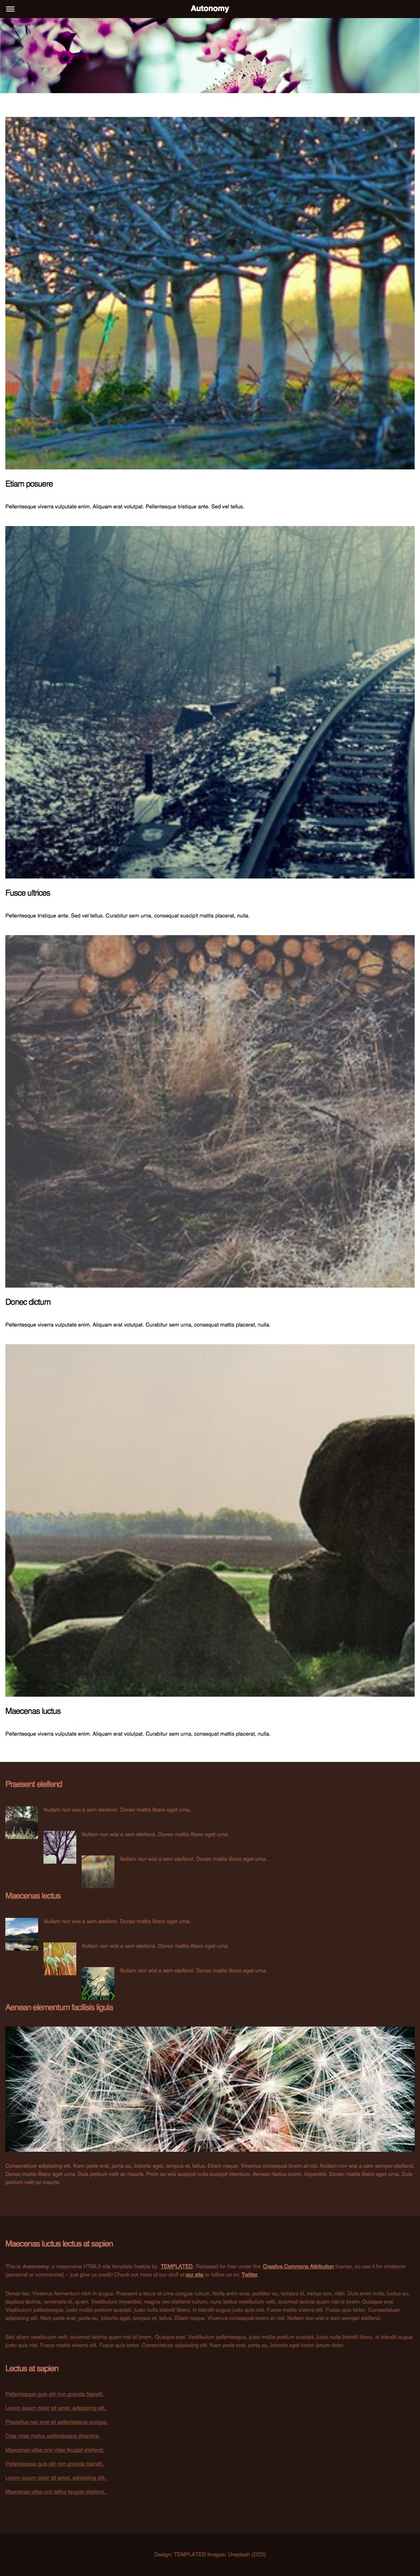 Autonomy
Etiam posuere
Pellentesque viverra vulputate enim. Aliquam erat volutpat. Pellentesque tristique ante. Sed vel tellus.
Fusce ultrices
Pellentesque tristique ante. Sed vel tellus. Curabitur sem urna, consequat suscipit mattis placerat, nulla.
Donec dictum
Pellentesque viverra vulputate enim. Aliquam erat volutpat. Curabitur sem urna, consequat mattis placerat, nulla.
Maecenas luctus
Pellentesque viverra vulputate enim. Aliquam erat volutpat. Curabitur sem urna, consequat mattis placerat, nulla.
Praesent eleifend
Nullam non wisi a sem eleifend. Donec mattis libero eget urna.
Nullam non wisi a sem eleifend. Donec mattis libero eget urna.
Nullam non wisi a sem eleifend. Donec mattis libero eget urna.
Maecenas lectus
Nullam non wisi a sem eleifend. Donec mattis libero eget urna.
Nullam non wisi a sem eleifend. Donec mattis libero eget urna.
Nullam non wisi a sem eleifend. Donec mattis libero eget urna.
Aenean elementum facilisis ligula
Consectetuer adipiscing elit. Nam pede erat, porta eu, lobortis eget, tempus et, tellus. Etiam neque. Vivamus consequat lorem at nisl. Nullam non wisi a sem semper eleifend.
Donec mattis libero eget urna. Duis pretium velit ac mauris. Proin eu wisi suscipit nulla suscipit interdum. Aenean lectus lorem, imperdiet. Donec mattis libero eget urna. Duis
pretium velit ac mauris.
Maecenas luctus lectus at sapien
This is Autonomy, a responsive HTML5 site template freebie by TEMPLATED. Released for free under the Creative Commons Attribution license, so use it for whatever
(personal or commercial) – just give us credit! Check out more of our stuff at our site or follow us on Twitter.
Donec leo. Vivamus fermentum nibh in augue. Praesent a lacus at urna congue rutrum. Nulla enim eros, porttitor eu, tempus id, varius non, nibh. Duis enim nulla, luctus eu,
dapibus lacinia, venenatis id, quam. Vestibulum imperdiet, magna nec eleifend rutrum, nunc lectus vestibulum velit, euismod lacinia quam nisl id lorem. Quisque erat.
Vestibulum pellentesque, justo mollis pretium suscipit, justo nulla blandit libero, in blandit augue justo quis nisl. Fusce mattis viverra elit. Fusce quis tortor. Consectetuer
adipiscing elit. Nam pede erat, porta eu, lobortis eget, tempus et, tellus. Etiam neque. Vivamus consequat lorem at nisl. Nullam non wisi a sem semper eleifend.
Sed etiam vestibulum velit, euismod lacinia quam nisl id lorem. Quisque erat. Vestibulum pellentesque, justo mollis pretium suscipit, justo nulla blandit libero, in blandit augue
justo quis nisl. Fusce mattis viverra elit. Fusce quis tortor. Consectetuer adipiscing elit. Nam pede erat, porta eu, lobortis eget lorem ipsum dolor.
Lectus at sapien
Pellentesque quis elit non gravida blandit.
Lorem ipsum dolor sit amet, adipiscing elit.
Phasellus nec erat sit pellentesque congue.
Cras vitae metus pellentesque pharetra.
Maecenas vitae orci vitae feugiat eleifend.
Pellentesque quis elit non gravida blandit.
Lorem ipsum dolor sit amet, adipiscing elit.
Maecenas vitae orci tellus feugiat eleifend.
Design: TEMPLATED Images: Unsplash (CC0)